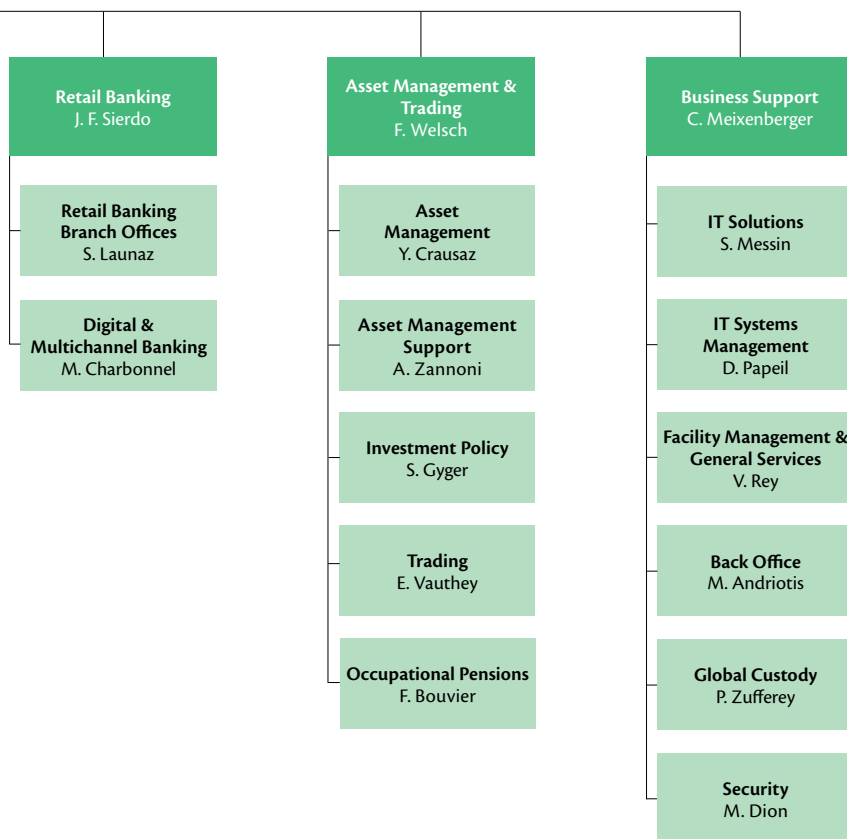 Retail Banking
J. F. Sierdo
Retail Banking
Branch Offices
S. Launaz
Digital &
Multichannel Banking
M. Charbonnel
Asset Management &
Trading
F. Welsch
Asset
Management
Y. Crausaz
Asset Management
Support
A. Zannoni
Investment Policy
S. Gyger
Trading
E. Vauthey
Occupational Pensions
F. Bouvier
Business Support
C. Meixenberger
IT Solutions
S. Messin
IT Systems
Management
D. Papeil
Facility Management &
General Services
V. Rey
Back Office
M. Andriotis
Global Custody
P. Zufferey
Security
M. Dion